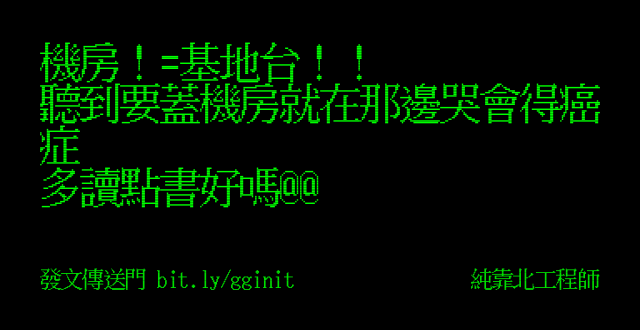 機房！=基地台！！
聽到要蓋機房就在那邊哭會得癌
症
多讀點書好嗎@@
發文傳送門 bit.ly/gginit
純靠北工程師